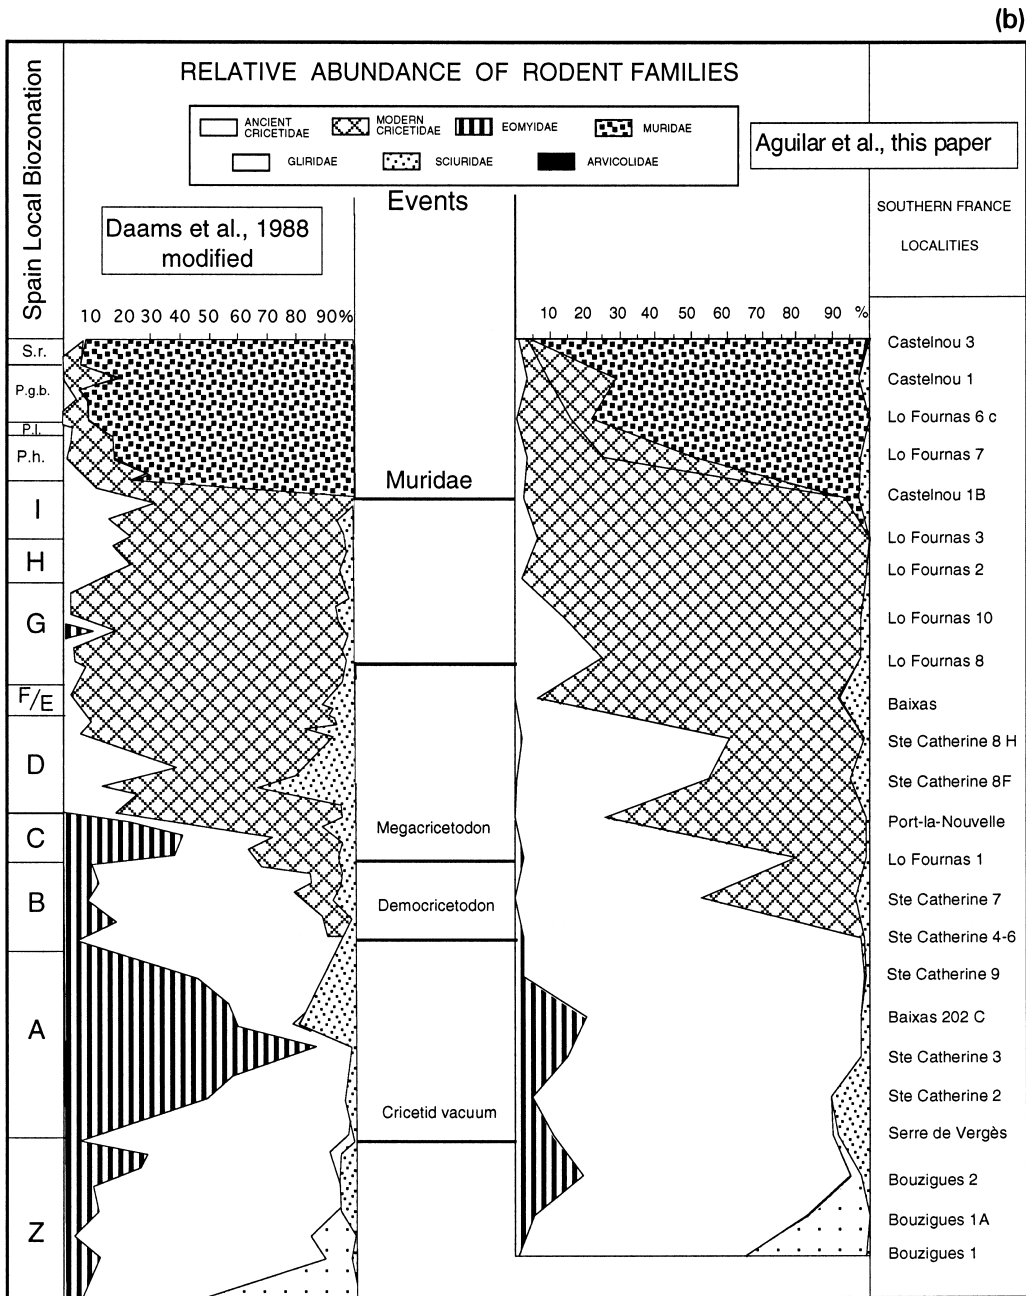 (b)
RELATIVE ABUNDANCE OF RODENT FAMILIES
ANCIENT CRICETIDAE
MODERN CRICETIDAE
EOMYIDAE
MURIDAE
GLIRIDAE
SCIURIDAE
ARVICOLIDAE
Aguilar et al., this paper
Spain Local Biozonation
Daams et al., 1988
modified
Events
SOUTHERN FRANCE
LOCALITIES
10 20 30 40 50 60 70 80 90%
10 20 30 40 50 60 70 80 90 %
S.r.
P.g.b.
P.l.
P.h.
I
H
G
F/E
D
C
B
A
Z
Muridae
Megacricetodon
Democricetodon
Cricetid vacuum
Castelnou 3
Castelnou 1
Lo Fournas 6 c
Lo Fournas 7
Castelnou 1B
Lo Fournas 3
Lo Fournas 2
Lo Fournas 10
Lo Fournas 8
Baixas
Ste Catherine 8 H
Ste Catherine 8F
Port-la-Nouvelle
Lo Fournas 1
Ste Catherine 7
Ste Catherine 4-6
Ste Catherine 9
Baixas 202 C
Ste Catherine 3
Ste Catherine 2
Serre de Vergès
Bouzigues 2
Bouzigues 1A
Bouzigues 1